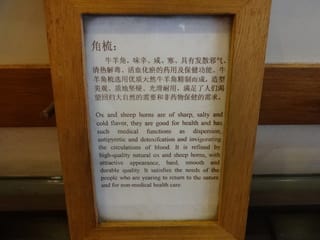 角梳：
牛羊角、味辛、咸、寒、具有发散邪气、
清热解毒、活血化瘀的药用及保健功能。牛
羊角梳选用优质天然牛羊角精制而成，造型
美观、质地坚硬、光滑耐用，满足了人们渴
望回归大自然的需要和非药物保健的需求。
Ox and sheep horns are of sharp, salty and
cold flavor, they are good for health and has
such medical functions as dispersion,
antipyretic and detoxification and invigorating
the circulations of blood. It is refined by
high-quality natural ox and sheep horns, with
attractive appearance, hard, smooth and
durable quality. It satisfies the needs of the
people who are yearing to return to the nature
and for non-medical health care.